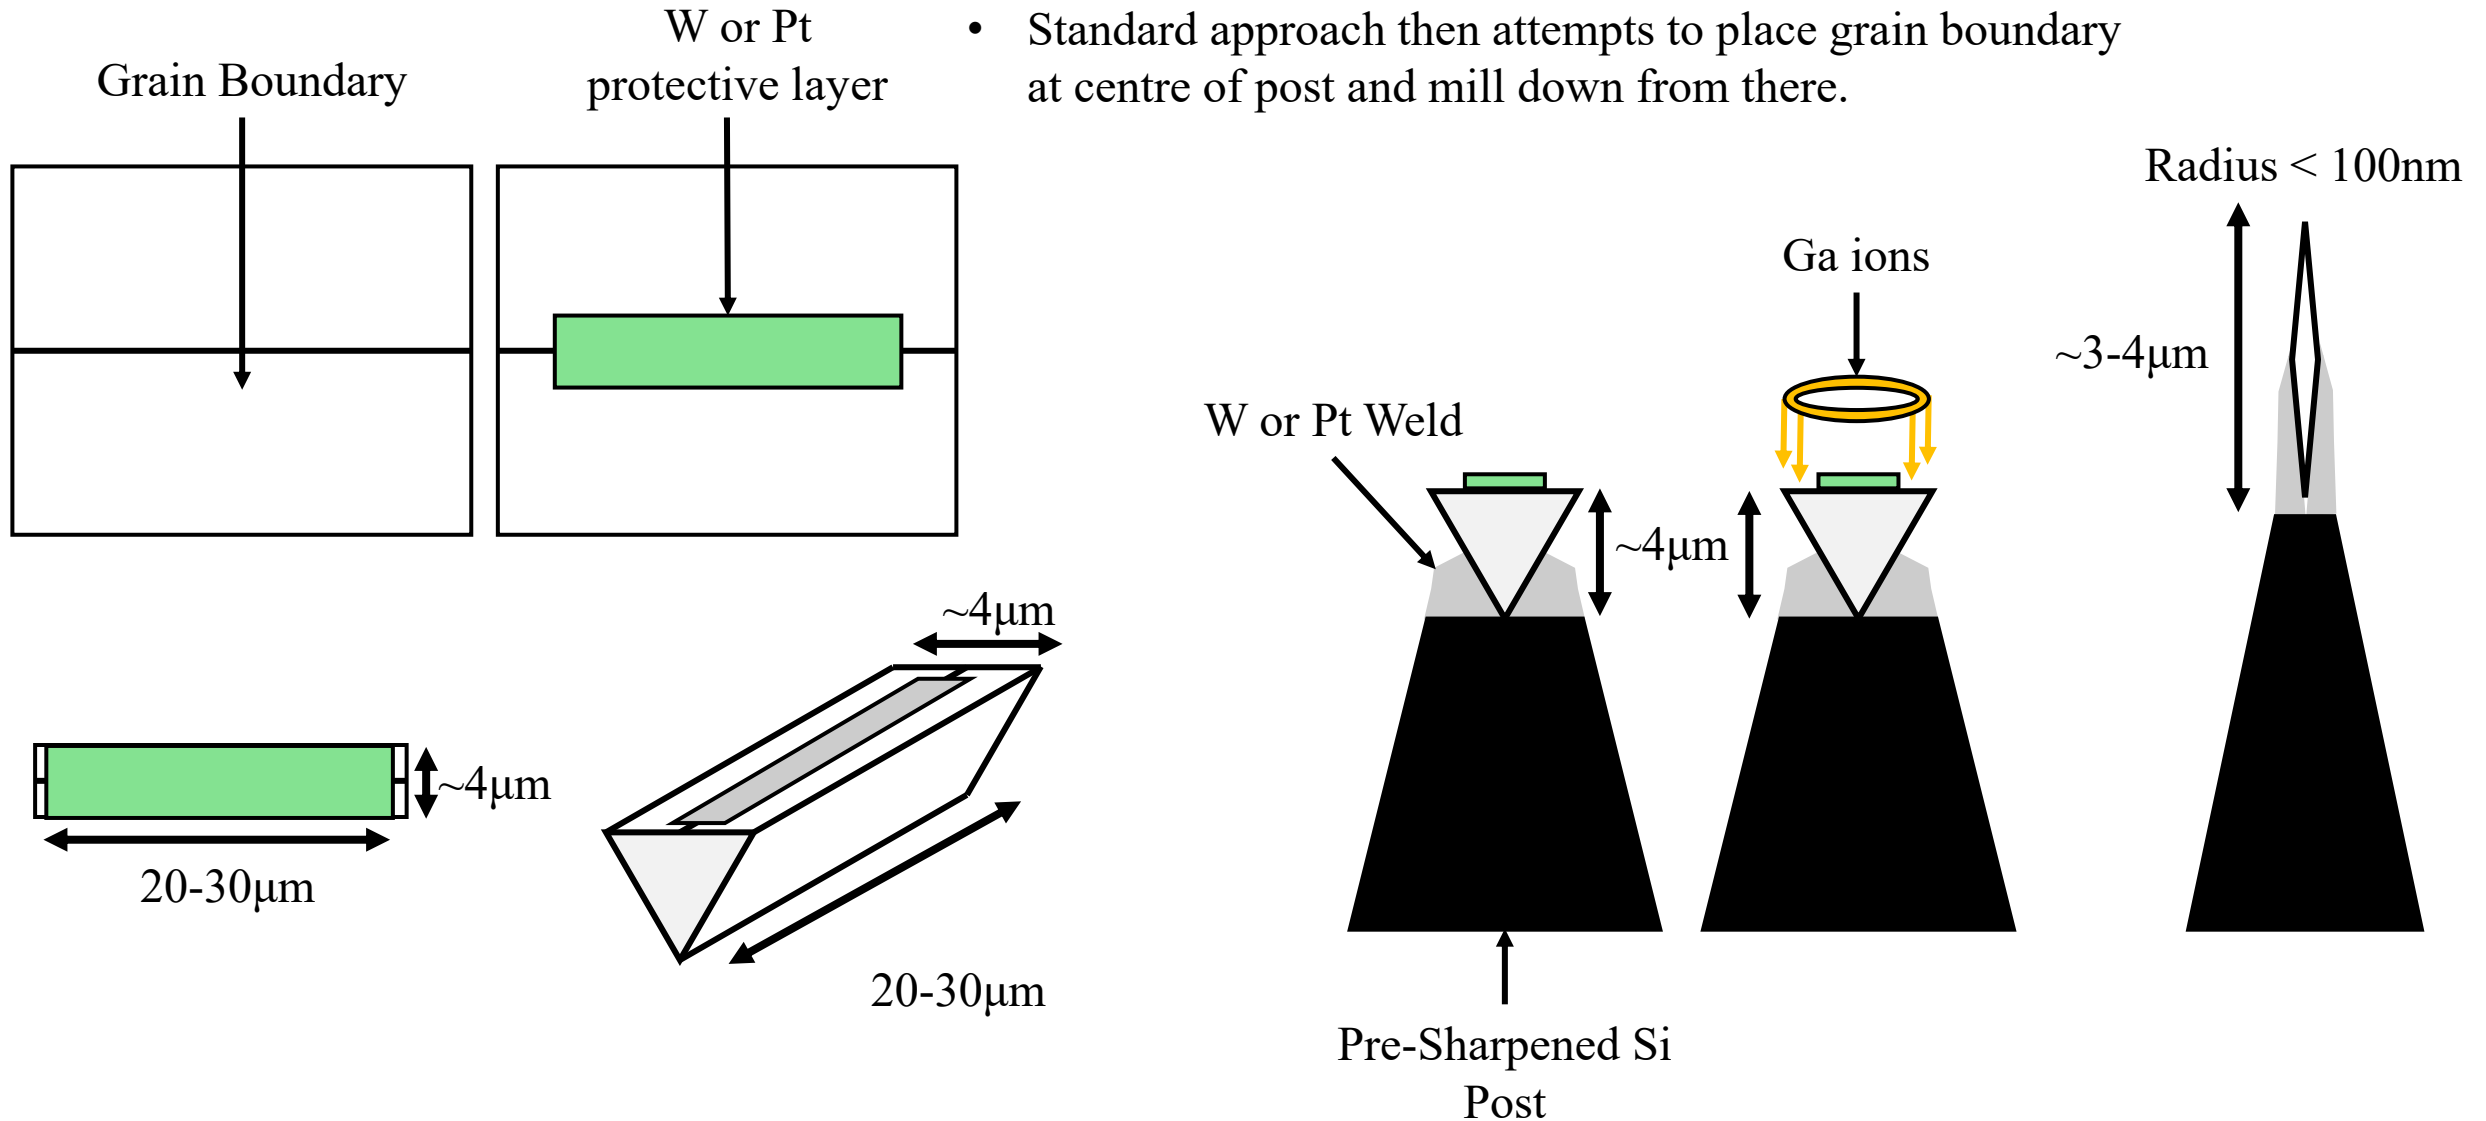 Grain Boundary
W or Pt
protective layer
• Standard approach then attempts to place grain boundary
at centre of post and mill down from there.
Radius < 100nm
Ga ions
~3-4μm
W or Pt Weld
~4μm
~4μm
~4μm
20-30μm
20-30μm
Pre-Sharpened Si
Post